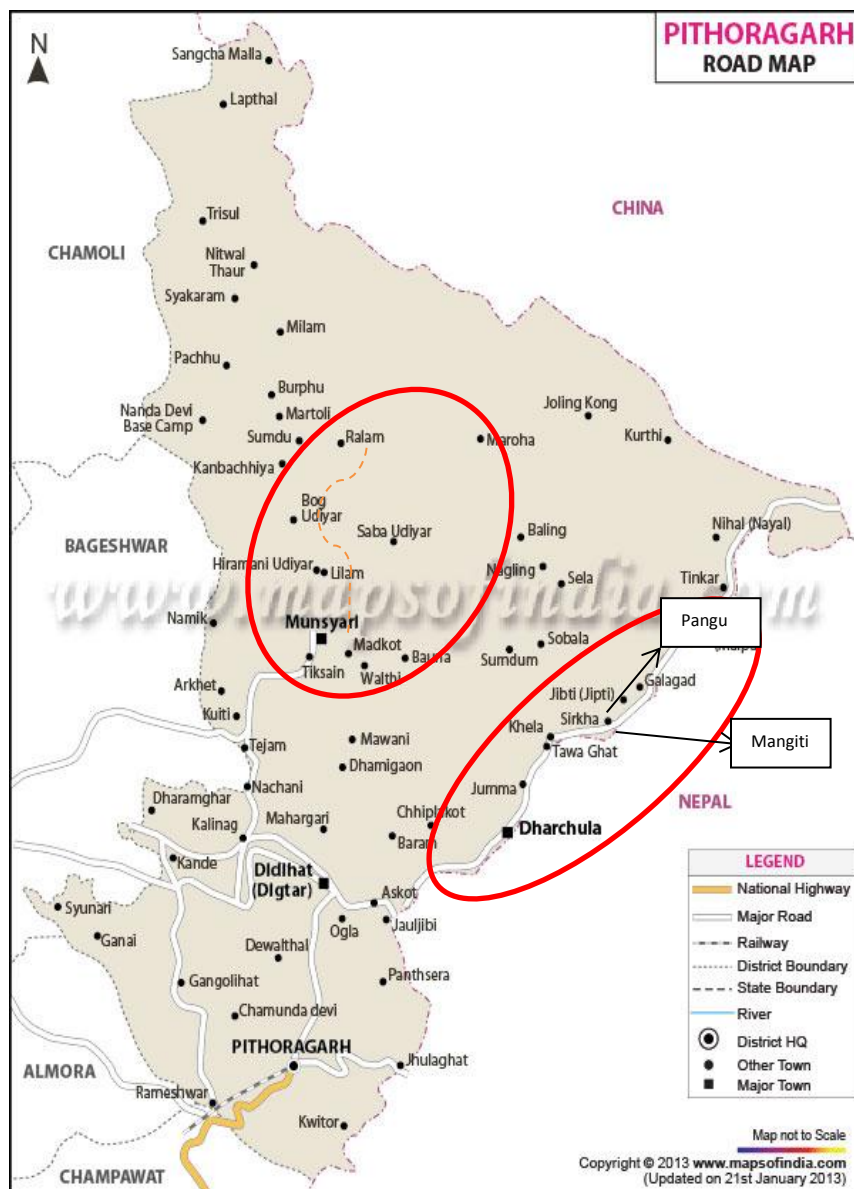 PITHORAGARH
ROAD MAP
N
Sangcha Malla
Lapthal
CHINA
Trisul
CHAMOLI
Nitwal
Thaur
Syakaram
Milam
Pachhu
Burphu
Joling Kong
Nanda Devi
Base Camp
Martoli
Sumdu
Ralam
Maroha
Kurthi
Kanbachhiya
Bog
Udiyar
Nihal (Nayal)
BAGESHWAR
Saba Udiyar
Baling
Hiramani Udiyar
Lilam
Nagling
Sela
Tinkar
www.mapsofindia.com
Namik
Munsyari
Pangu
Madkot
Sobala
Tiksain
Walthi
Bauna
Sumdum
Arkhet
Jibti (Jipti)
Galagad
Kuiti
Sirkha
Khela
Mangiti
Tejam
Mawani
Tawa Ghat
Dhamigaon
Nachani
Jumma
NEPAL
Dharamghar
Mahargari
Chhiplakot
Kalinag
Baram
Dharchula
Kande
Didihat
(Digtar)
Askot
Syunari
Ogla
Jauljibi
Ganai
Dewalthal
Gangolihat
Panthsera
Chamunda devi
PITHORAGARH
Jhulaghat
ALMORA
Rameshwar
Kwitor
CHAMPAWAT
LEGEND
National Highway
Major Road
Railway
District Boundary
State Boundary
River
District HQ
Other Town
Major Town
Map not to Scale
Copyright © 2013 www.mapsofindia.com
(Updated on 21st January 2013)